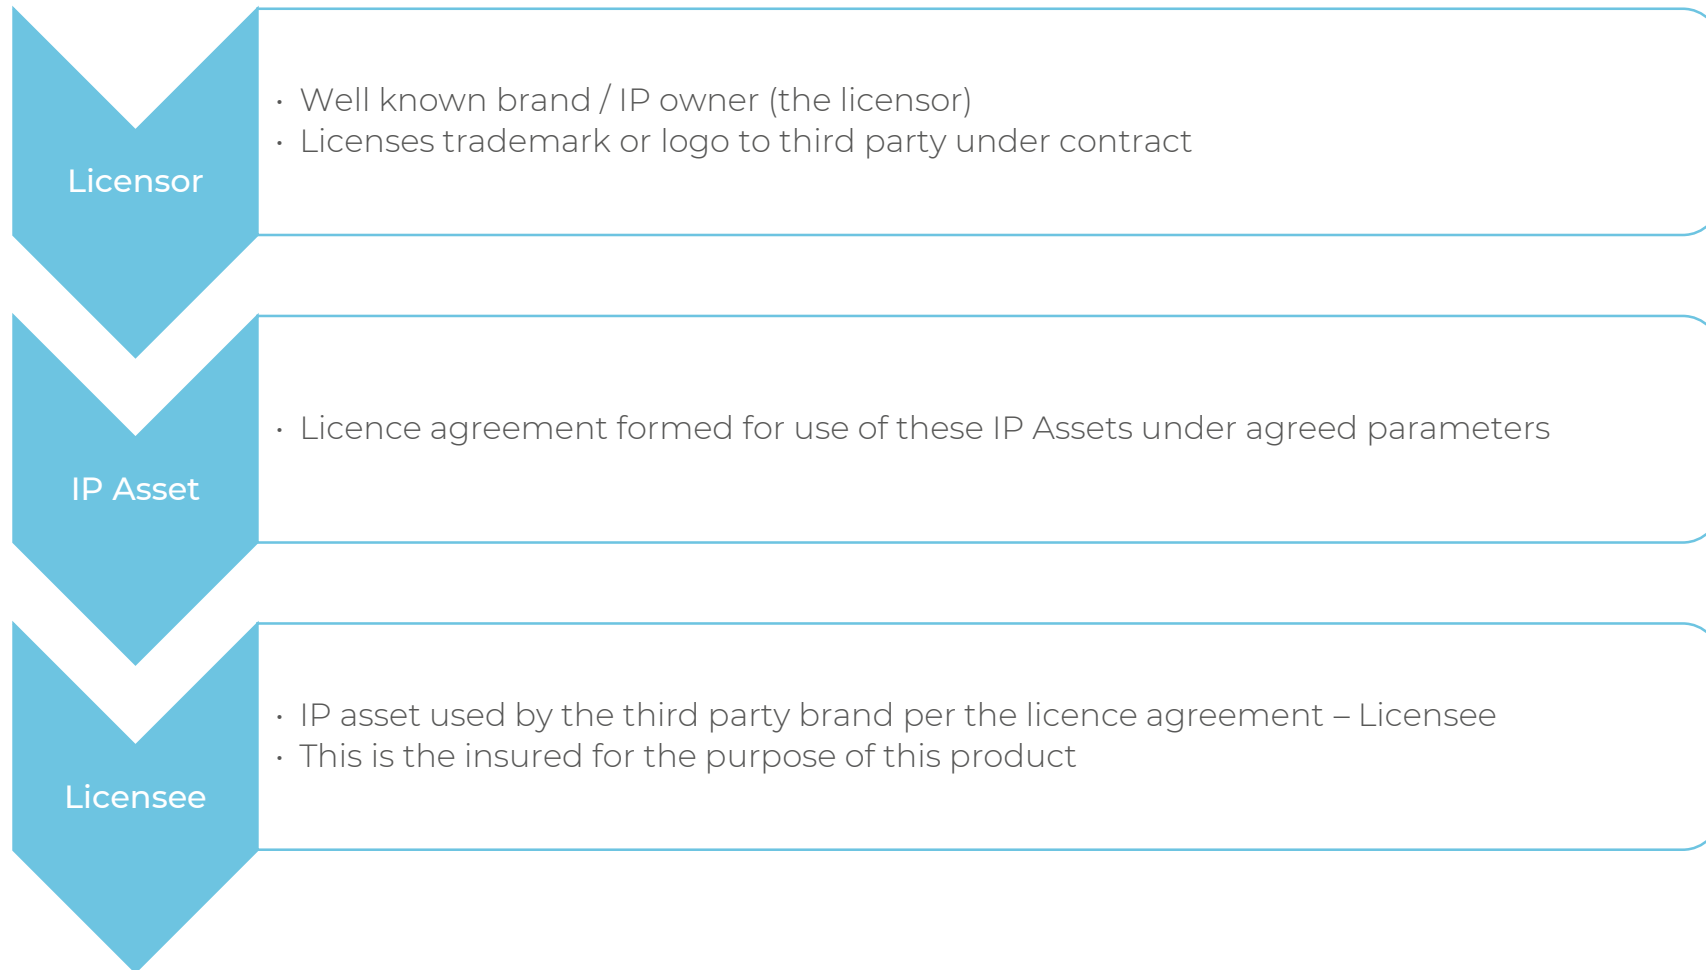 Licensor
· Well known brand / IP owner (the licensor)
· Licenses trademark or logo to third party under contract
IP Asset
· Licence agreement formed for use of these IP Assets under agreed parameters
Licensee
· IP asset used by the third party brand per the licence agreement – Licensee
· This is the insured for the purpose of this product